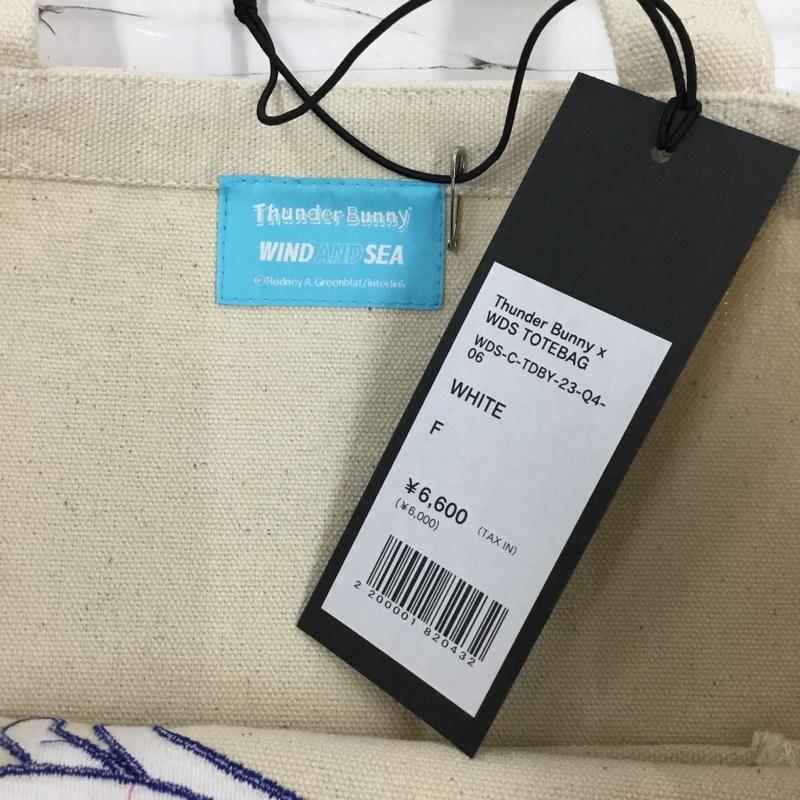 Thunder Bunny
WIND AND SEA
©Rodney A. Greenblat/Interlink
Thunder Bunny x
WDS TOTEBAG
WDS-C-TDBY-23-Q4-
06
WHITE
F
¥6,600
(¥6,000)
(TAX.IN)
2 200001 820432